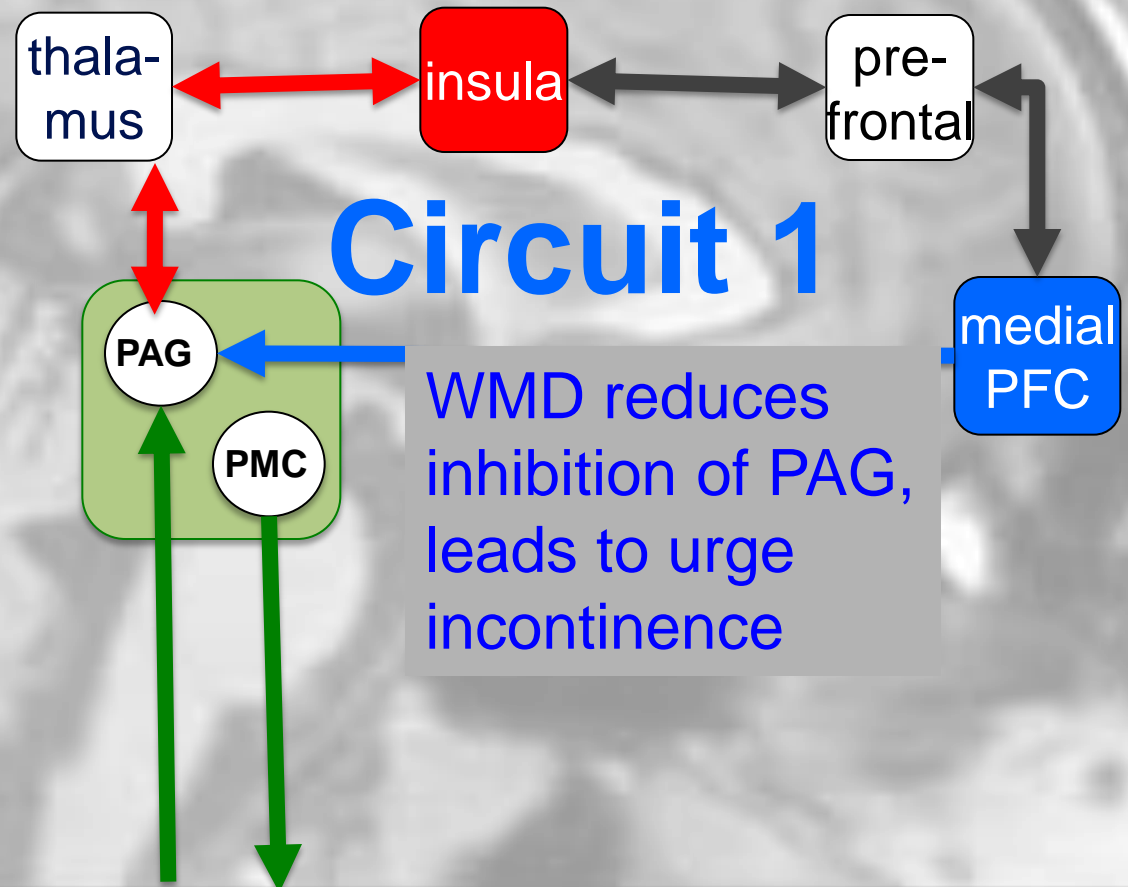 thala-
mus
insula
pre-
frontal
Circuit 1
PAG
PMC
medial
PFC
WMD reduces
inhibition of PAG,
leads to urge
incontinence